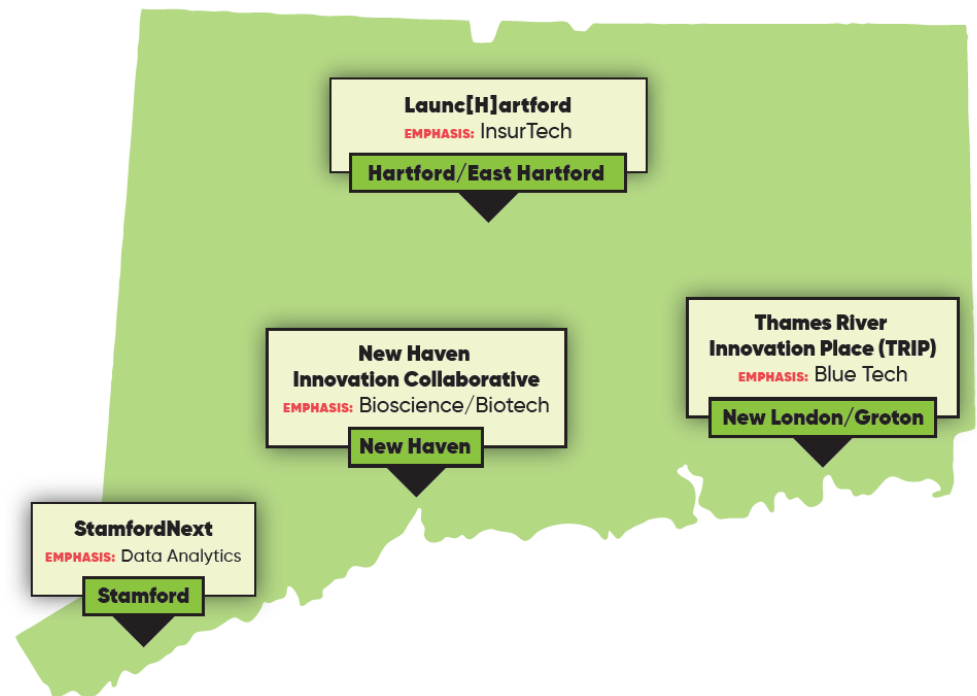 Launc[H]artford
EMPHASIS: InsurTech
Hartford/East Hartford
New Haven
Innovation Collaborative
EMPHASIS: Bioscience/Biotech
New Haven
Thames River
Innovation Place (TRIP)
EMPHASIS: Blue Tech
New London/Groton
StamfordNext
EMPHASIS: Data Analytics
Stamford